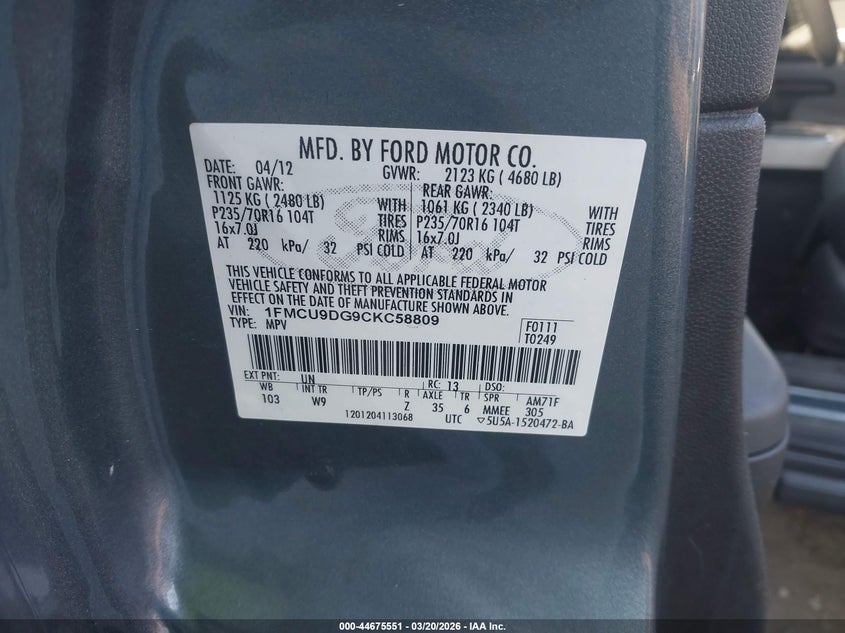 MFD. BY FORD MOTOR CO.
DATE: 04/12 GVWR: 2123 KG ( 4680 LB)
FRONT GAWR: REAR GAWR:
1125 KG ( 2480 LB) WITH 1061 KG ( 2340 LB) WITH
P235/70R16 104T TIRES P235/70R16 104T TIRES
16x7.0J RIMS 16x7.0J RIMS
AT 220 kPa/ 32 PSI COLD AT 220 kPa/ 32 PSI COLD
THIS VEHICLE CONFORMS TO ALL APPLICABLE FEDERAL MOTOR
VEHICLE SAFETY AND THEFT PREVENTION STANDARDS IN
EFFECT ON THE DATE OF MANUFACTURE SHOWN ABOVE.
VIN: 1FMCU9DG9CKC58809 F0111
TYPE: MPV T0249
EXT PNT: UN RC: 13 DSO:
WB INT TR TP/PS R AXLE TR SPR AM71F
103 W9 Z 35 6 MMEE 305
1201204113068 UTC ▽5U5A-1520472-BA
Ford
000-44675551 | 03/20/2026 | IAA Inc.